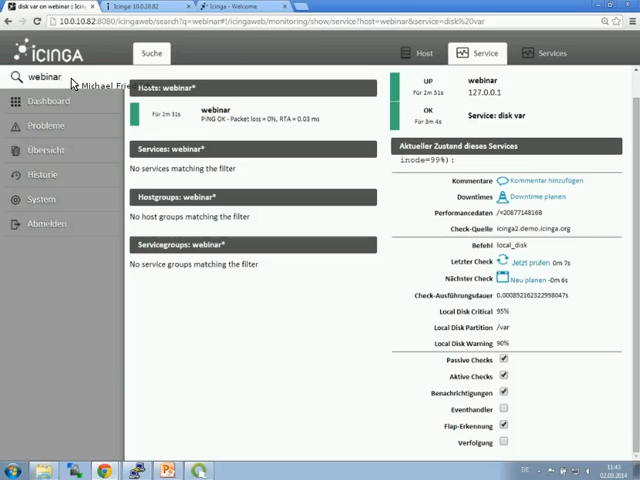 disk var on webinar :: Icin
Icinga 10.0.10.82
Icinga - Welcome
10.0.10.82:8080/icingaweb/search?q=webinar#!/icingaweb/monitoring/show/service?host=webinar&service=disk%20var
icinga
Suche
Host
Service
Services
webinar
Michael
Dashboard
Probleme
Übersicht
Historie
System
Abmelden
Hosts: webinar*
Für 2m 31s
webinar
PING OK - Packet loss = 0%, RTA = 0.03 ms
Services: webinar*
No services matching the filter
Hostgroups: webinar*
No host groups matching the filter
Servicegroups: webinar*
No service groups matching the filter
UP
Für 2m 31s
webinar
127.0.0.1
OK
Für 3m 4s
Service: disk var
Aktueller Zustand dieses Services
inode=99%):
Kommentare Kommentar hinzufügen
Downtimes Downtime planen
Performancedaten /=20877148168
Check-Quelle icinga2.demo.icinga.org
Befehl local_disk
Letzter Check Jetzt prüfen 0m 7s
Nächster Check Neu planen -0m 6s
Check-Ausführungsdauer 0.000892162322998047s
Local Disk Critical 95%
Local Disk Partition /var
Local Disk Warning 90%
Passive Checks
Aktive Checks
Benachrichtigungen
Eventhandler
Flap-Erkennung
Verfolgung
DE
11:43
02.09.2014